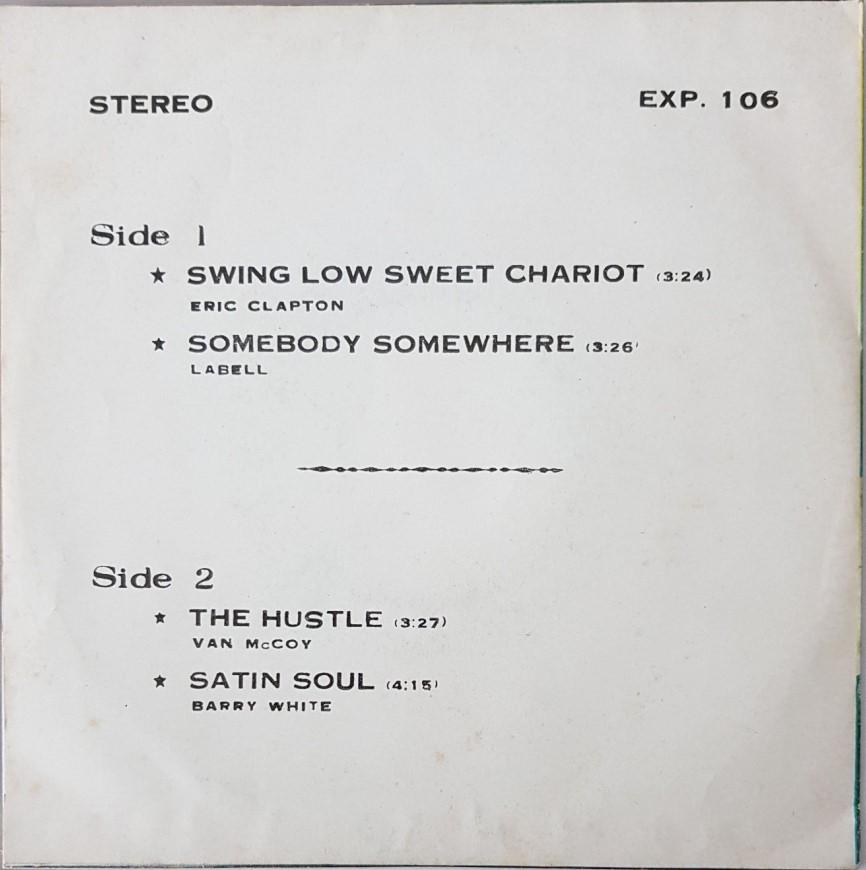 STEREO
EXP. 106
Side 1
★ SWING LOW SWEET CHARIOT (3:24)
ERIC CLAPTON
★ SOMEBODY SOMEWHERE (3:26)
LABELL
Side 2
★ THE HUSTLE (3:27)
VAN McCOY
★ SATIN SOUL (4:15)
BARRY WHITE